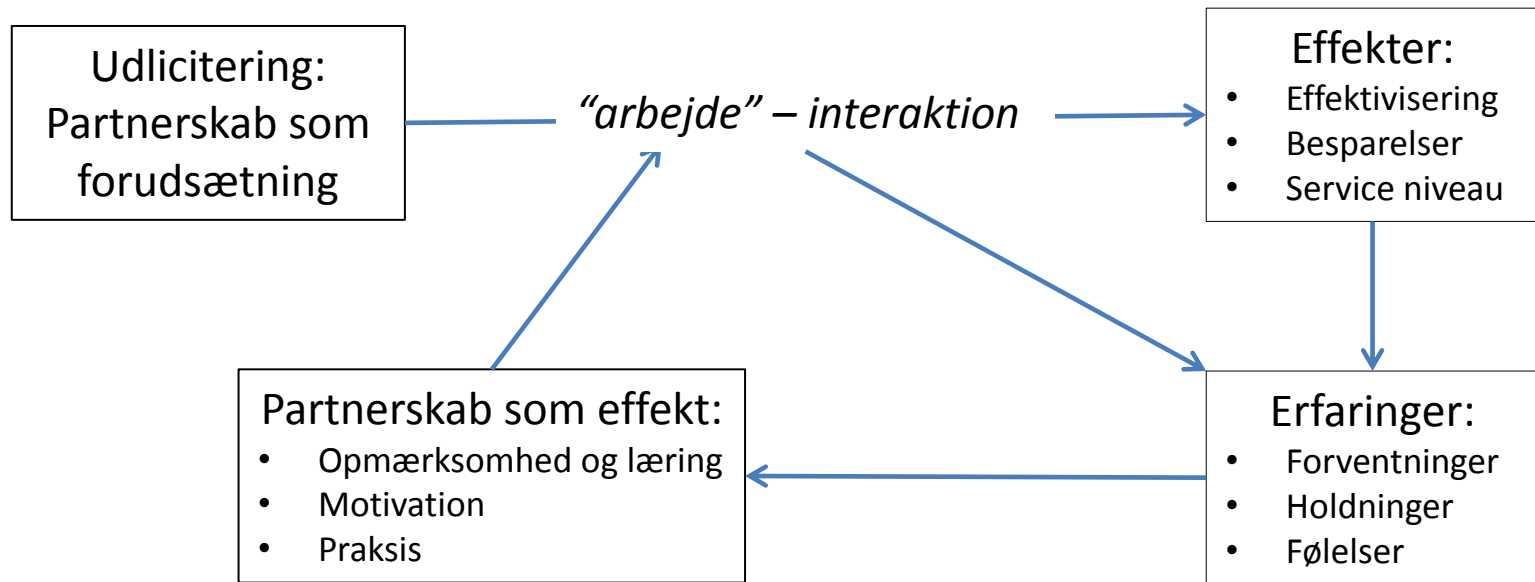 Udlicitering:
Partnerskab som
forudsætning
“arbejde” – interaktion
Effekter:
• Effektivisering
• Besparelser
• Service niveau
Partnerskab som effekt:
• Opmærksomhed og læring
• Motivation
• Praksis
Erfaringer:
• Forventninger
• Holdninger
• Følelser